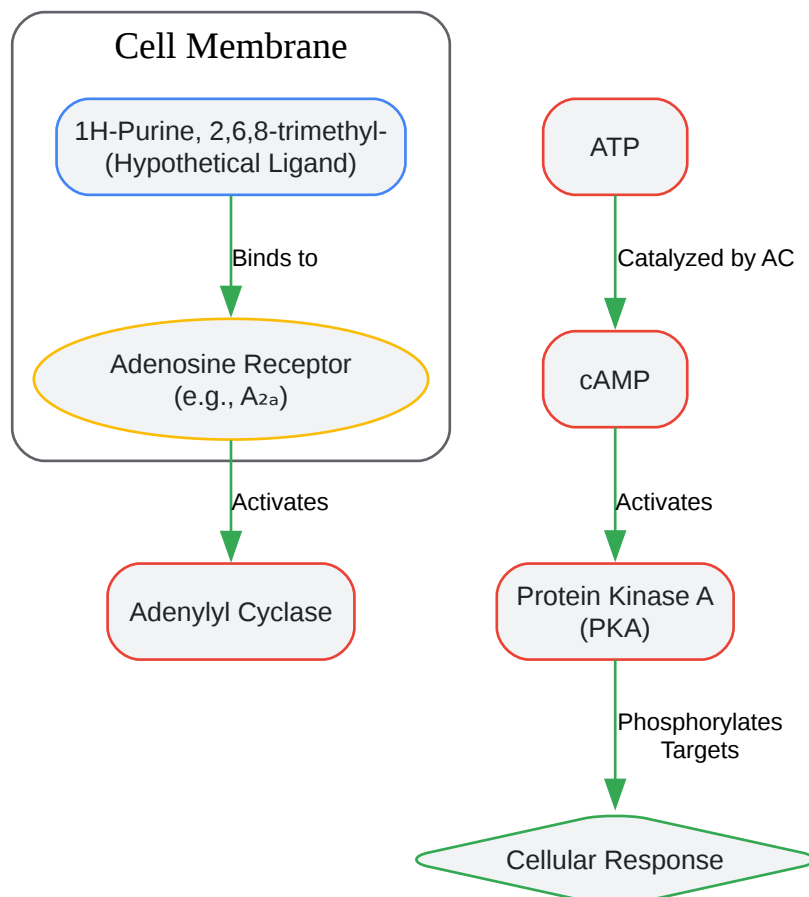 Cell Membrane
1H-Purine, 2,6,8-trimethyl-
(Hypothetical Ligand)
Binds to
Adenosine Receptor
(e.g., A₂ₐ)
Activates
Adenylyl Cyclase
ATP
Catalyzed by AC
cAMP
Activates
Protein Kinase A
(PKA)
Phosphorylates
Targets
Cellular Response